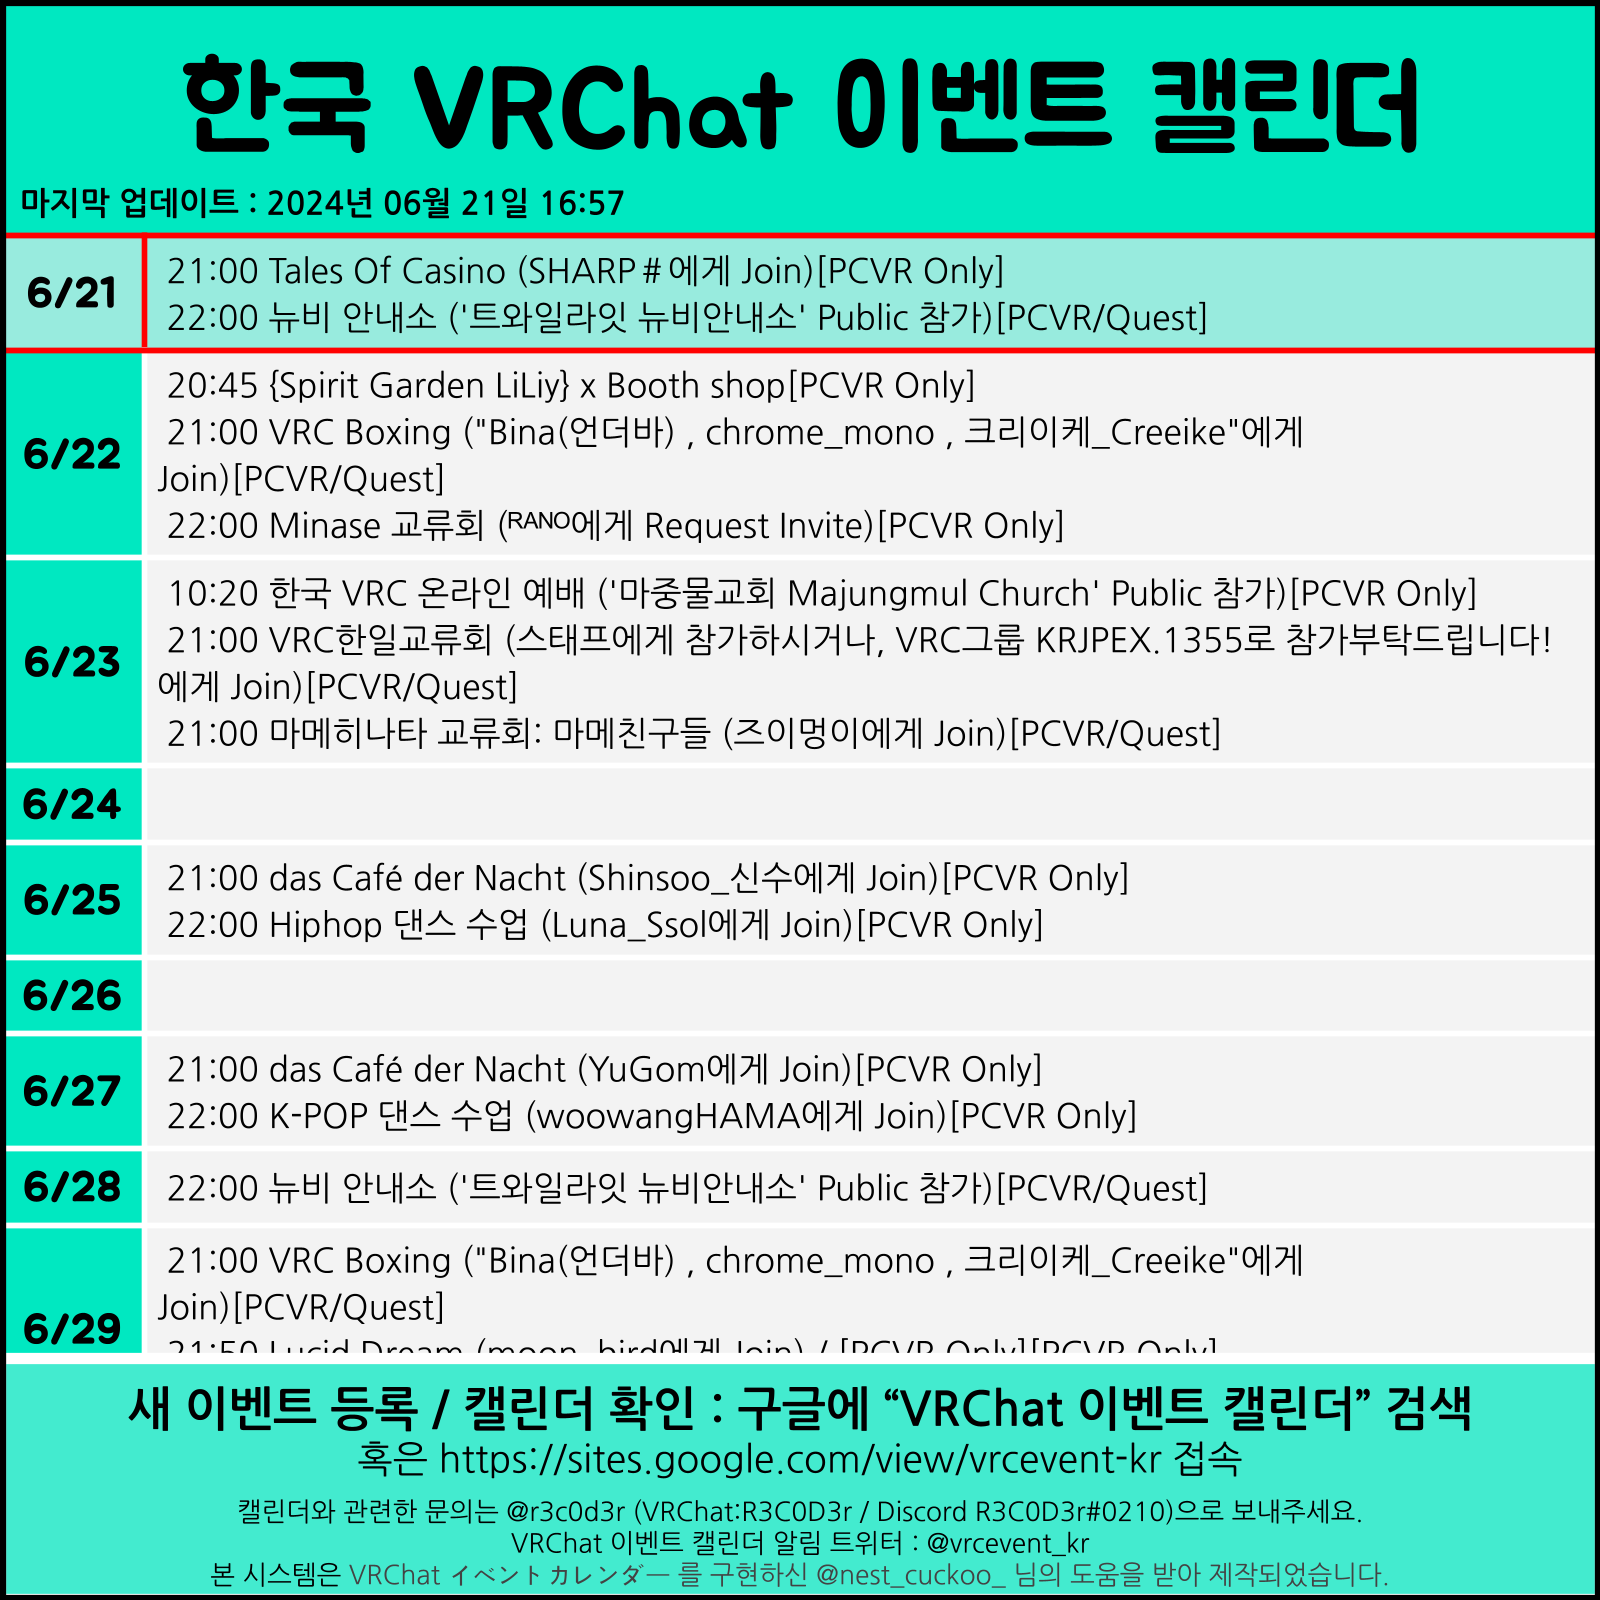 한국 VRChat 이벤트 캘린더
마지막 업데이트 : 2024년 06월 21일 16:57
6/21
21:00 Tales Of Casino (SHARP＃에게 Join)[PCVR Only]
22:00 뉴비 안내소 ('트와일라잇 뉴비안내소' Public 참가)[PCVR/Quest]
6/22
20:45 {Spirit Garden LiLiy} x Booth shop[PCVR Only]
21:00 VRC Boxing ("Bina(언더바) , chrome_mono , 크리이케_Creeike"에게
Join)[PCVR/Quest]
22:00 Minase 교류회 (ᴿᴬᴺᴼ에게 Request Invite)[PCVR Only]
6/23
10:20 한국 VRC 온라인 예배 ('마중물교회 Majungmul Church' Public 참가)[PCVR Only]
21:00 VRC한일교류회 (스태프에게 참가하시거나, VRC그룹 KRJPEX.1355로 참가부탁드립니다!
에게 Join)[PCVR/Quest]
21:00 마메히나타 교류회: 마메친구들 (즈이멍이에게 Join)[PCVR/Quest]
6/24
6/25
21:00 das Café der Nacht (Shinsoo_신수에게 Join)[PCVR Only]
22:00 Hiphop 댄스 수업 (Luna_Ssol에게 Join)[PCVR Only]
6/26
6/27
21:00 das Café der Nacht (YuGom에게 Join)[PCVR Only]
22:00 K-POP 댄스 수업 (woowangHAMA에게 Join)[PCVR Only]
6/28
22:00 뉴비 안내소 ('트와일라잇 뉴비안내소' Public 참가)[PCVR/Quest]
6/29
21:00 VRC Boxing ("Bina(언더바) , chrome_mono , 크리이케_Creeike"에게
Join)[PCVR/Quest]
21:50 Lucid Dream (moon_bird에게 Join) / [PCVR Only][PCVR Only]
새 이벤트 등록 / 캘린더 확인 : 구글에 “VRChat 이벤트 캘린더” 검색
혹은 https://sites.google.com/view/vrcevent-kr 접속
캘린더와 관련한 문의는 @r3c0d3r (VRChat:R3C0D3r / Discord R3C0D3r#0210)으로 보내주세요.
VRChat 이벤트 캘린더 알림 트위터 : @vrcevent_kr
본 시스템은 VRChat イベントカレンダー 를 구현하신 @nest_cuckoo_ 님의 도움을 받아 제작되었습니다.